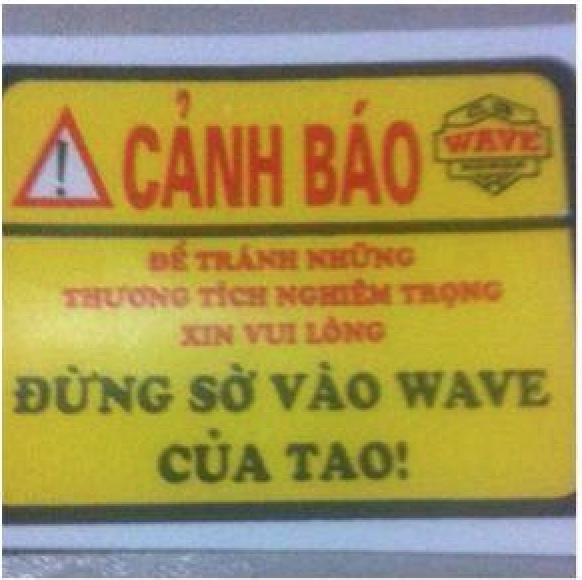 CẢNH BÁO
WAVE
ĐỂ TRÁNH NHỮNG
THƯƠNG TÍCH NGHIÊM TRỌNG
XIN VUI LÒNG
ĐỪNG SỜ VÀO WAVE
CỦA TAO!